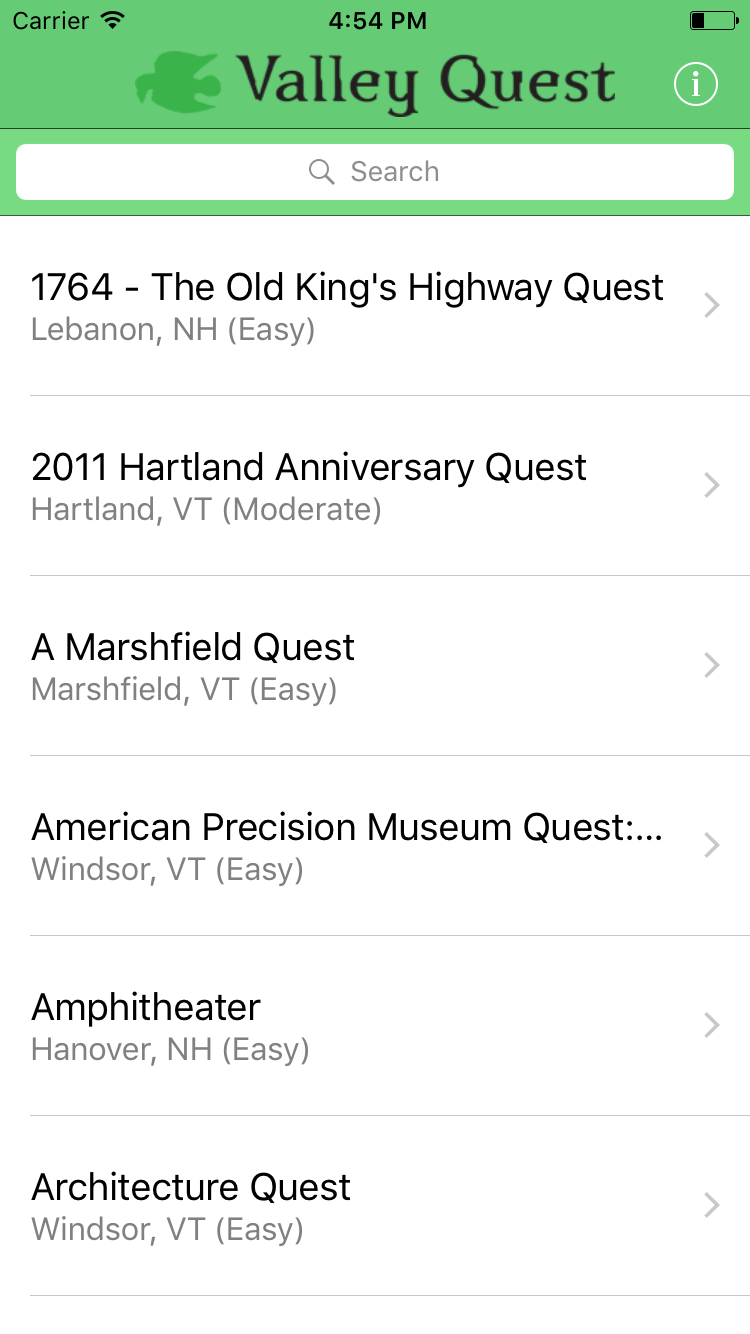 Carrier 4:54 PM
Valley Quest i
Search
1764 - The Old King's Highway Quest
Lebanon, NH (Easy)
2011 Hartland Anniversary Quest
Hartland, VT (Moderate)
A Marshfield Quest
Marshfield, VT (Easy)
American Precision Museum Quest:...
Windsor, VT (Easy)
Amphitheater
Hanover, NH (Easy)
Architecture Quest
Windsor, VT (Easy)